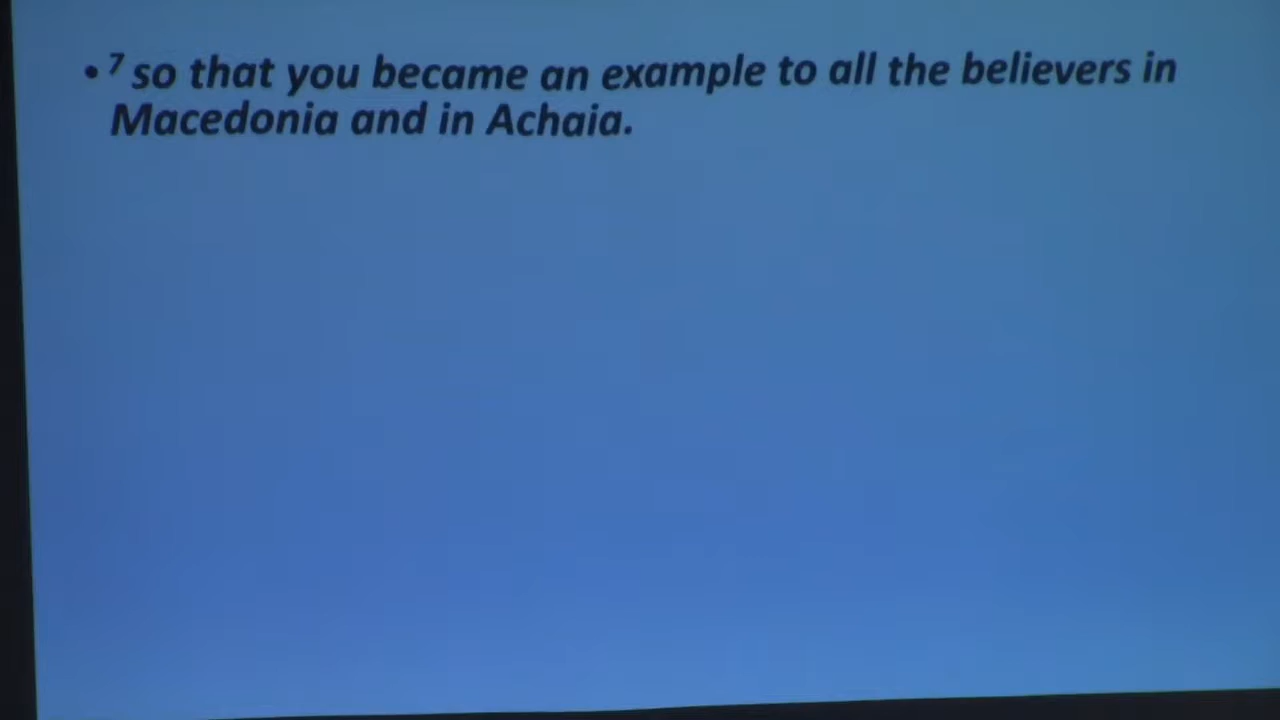 • ⁷ so that you became an example to all the believers in
Macedonia and in Achaia.